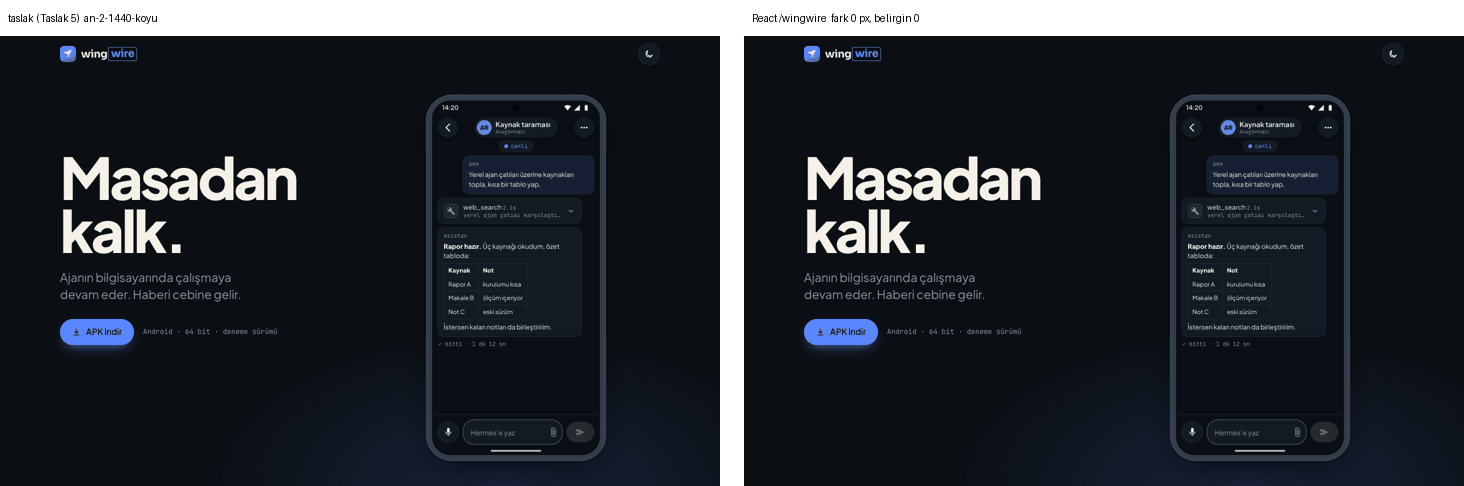 taslak (Taslak 5) an-2-1440-koyu
wingwire
Masadan
kalk.
Ajanın bilgisayarında çalışmaya
devam eder. Haberi cebine gelir.
APK indir
Android · 64 bit · deneme sürümü
14:20
AR
Kaynak taraması
Araştırmacı
canlı
sen
Yerel ajan çatıları üzerine kaynakları
topla, kısa bir tablo yap.
web_search 2.1s
yerel ajan çatısı karşılaştı…
asistan
Rapor hazır. Üç kaynağı okudum, özet
tabloda:
Kaynak Not
Rapor A kurulumu kısa
Makale B ölçüm içeriyor
Not C eski sürüm
İstersen kalan notları da birleştiririm.
✓ bitti · 1 dk 12 sn
Hermes'e yaz
React/wingwire fark 0 px, belirgin 0
wingwire
Masadan
kalk.
Ajanın bilgisayarında çalışmaya
devam eder. Haberi cebine gelir.
APK indir
Android · 64 bit · deneme sürümü
14:20
AR
Kaynak taraması
Araştırmacı
canlı
sen
Yerel ajan çatıları üzerine kaynakları
topla, kısa bir tablo yap.
web_search 2.1s
yerel ajan çatısı karşılaştı…
asistan
Rapor hazır. Üç kaynağı okudum, özet
tabloda:
Kaynak Not
Rapor A kurulumu kısa
Makale B ölçüm içeriyor
Not C eski sürüm
İstersen kalan notları da birleştiririm.
✓ bitti · 1 dk 12 sn
Hermes'e yaz